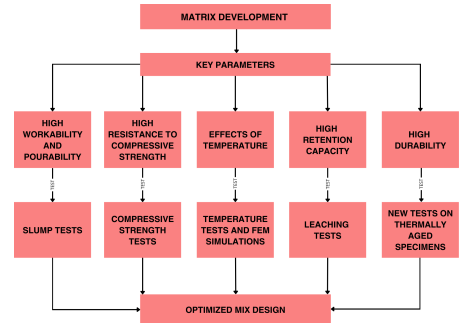 MATRIX DEVELOPMENT
KEY PARAMETERS
HIGH
WORKABILITY
AND
POURABILITY
HIGH
RESISTANCE TO
COMPRESSIVE
STRENGTH
EFFECTS OF
TEMPERATURE
HIGH
RETENTION
CAPACITY
HIGH
DURABILITY
TEST
TEST
TEST
TEST
TEST
SLUMP TESTS
COMPRESSIVE
STRENGTH
TESTS
TEMPERATURE
TESTS AND FEM
SIMULATIONS
LEACHING
TESTS
NEW TESTS ON
THERMALLY
AGED
SPECIMENS
OPTIMIZED MIX DESIGN